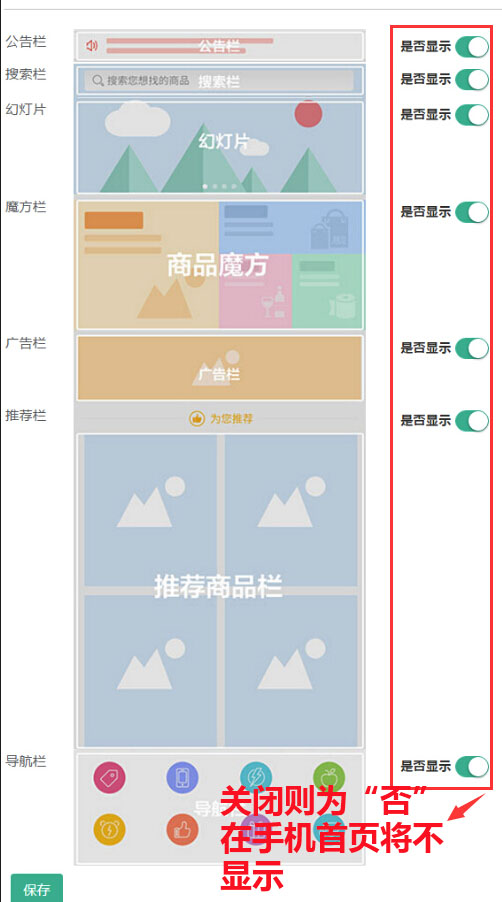 公告栏
公告栏
是否显示
搜索栏
搜索您想找的商品
搜索栏
是否显示
幻灯片
幻灯片
是否显示
魔方栏
商品魔方
是否显示
广告栏
广告栏
是否显示
推荐栏
为您推荐
是否显示
推荐商品栏
导航栏
是否显示
导航
关闭则为“否”
在手机首页将不
显示
保存